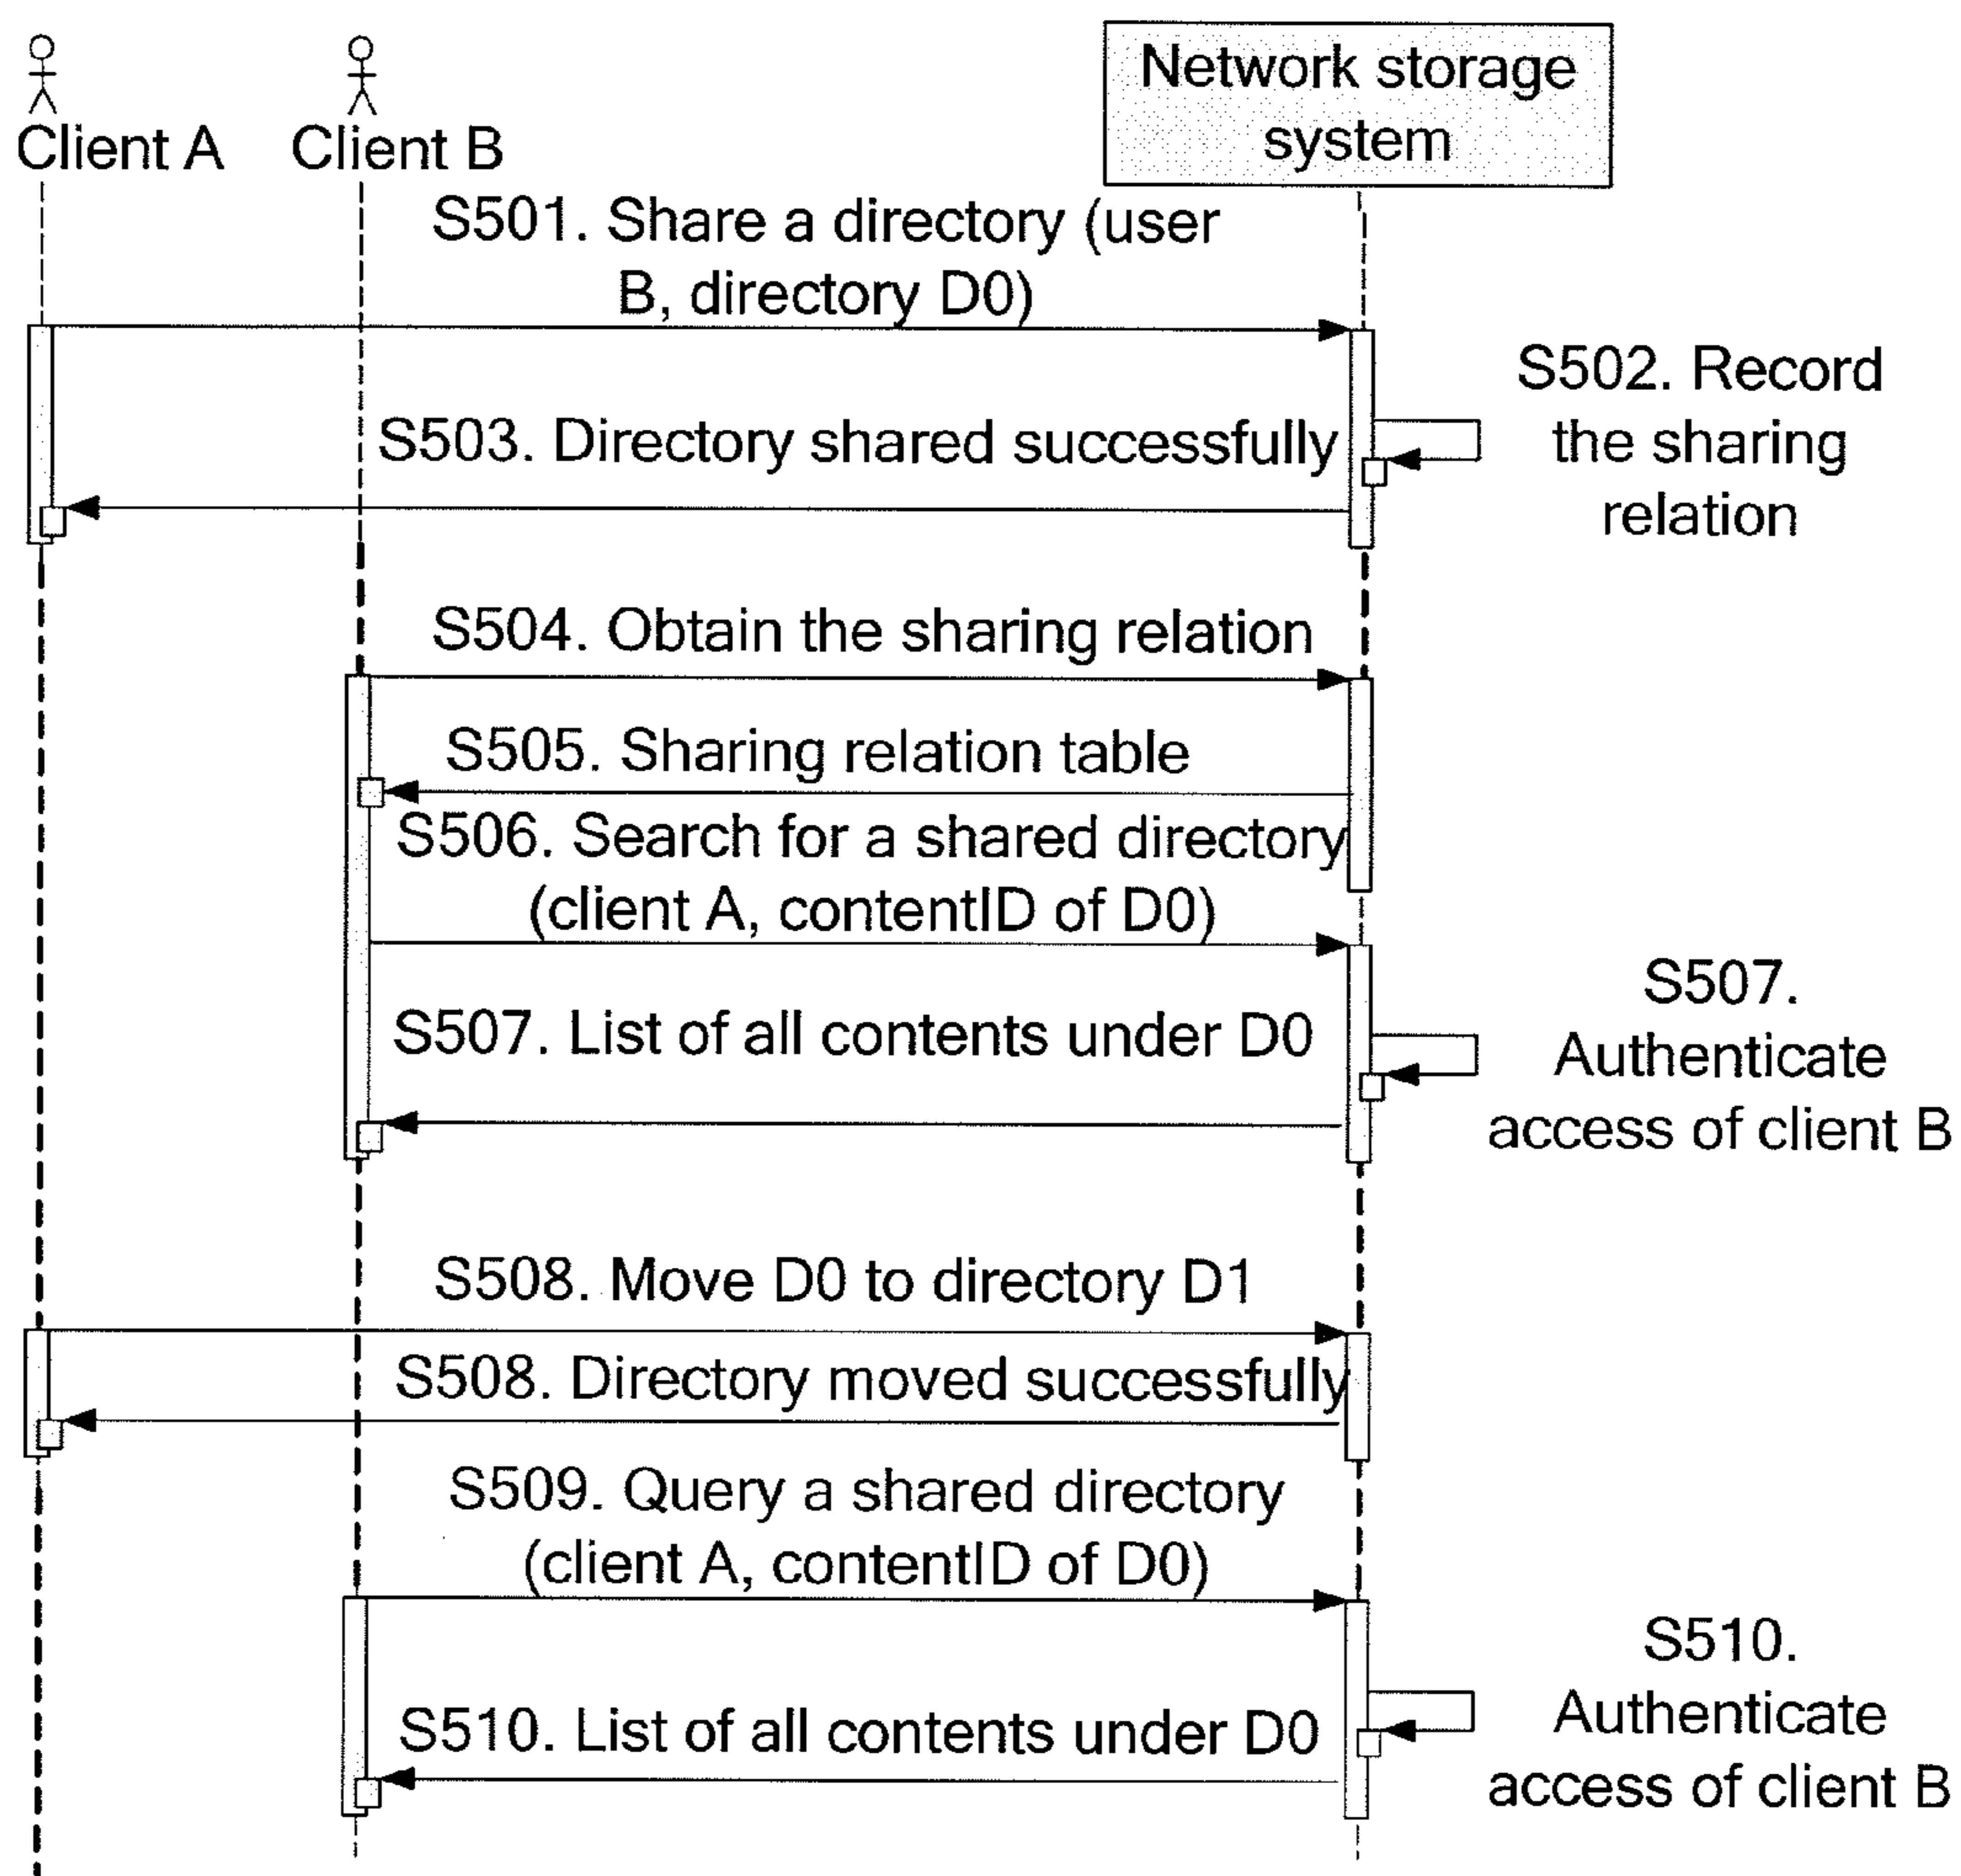 Client A
Client B
Network storage
system
S501. Share a directory (user
B, directory D0)
S502. Record
the sharing
relation
S503. Directory shared successfully
S504. Obtain the sharing relation
S505. Sharing relation table
S506. Search for a shared directory
(client A, contentID of D0)
S507.
Authenticate
access of client B
S507. List of all contents under D0
S508. Move D0 to directory D1
S508. Directory moved successfully
S509. Query a shared directory
(client A, contentID of D0)
S510.
Authenticate
access of client B
S510. List of all contents under D0